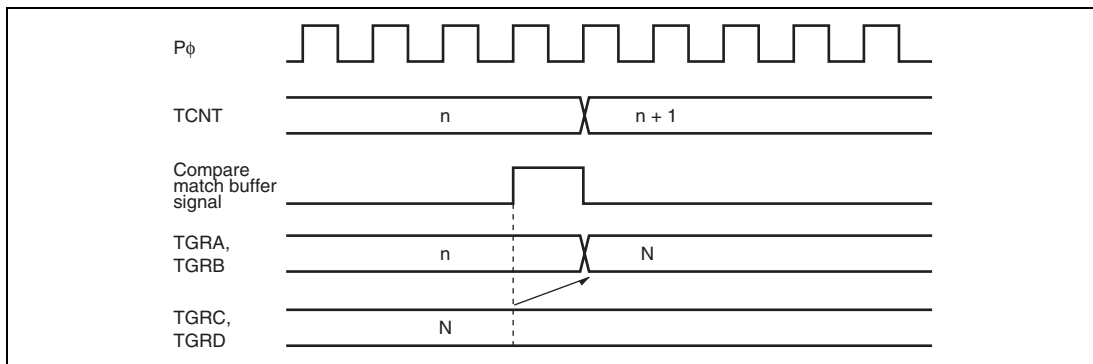 Pϕ
TCNT
n
n + 1
Compare
match buffer
signal
TGRA,
TGRB
n
N
TGRC,
TGRD
N